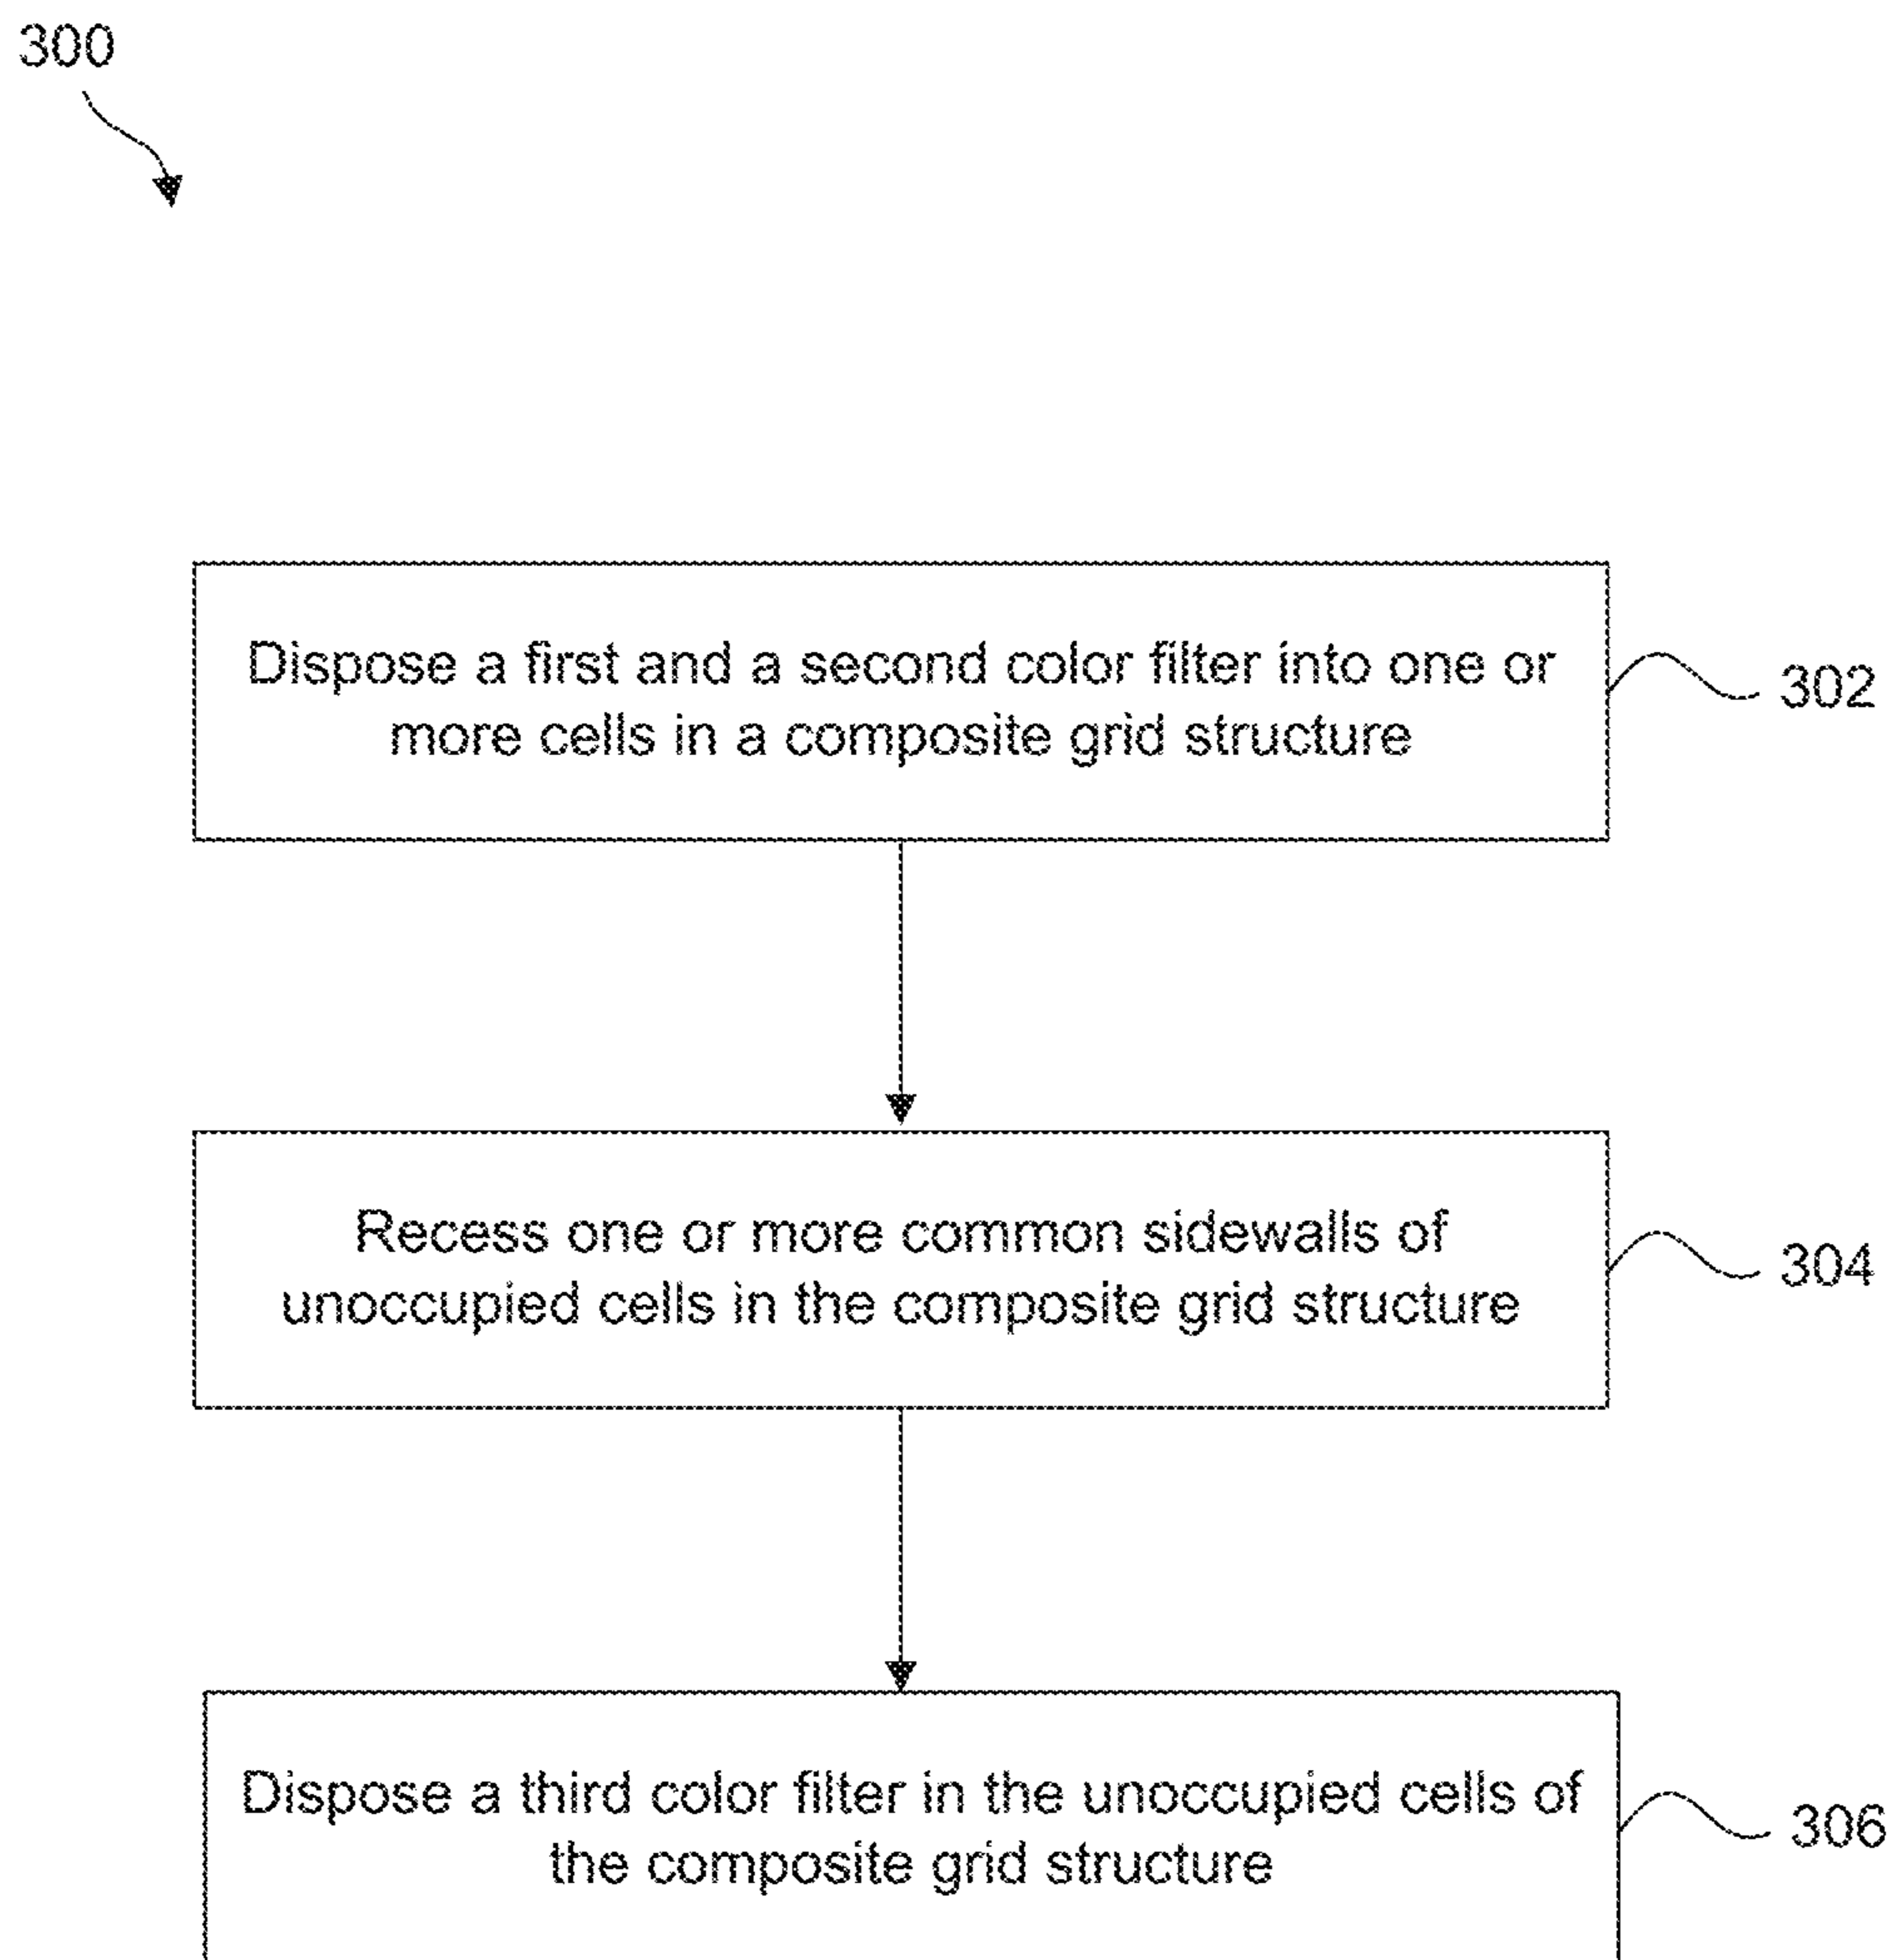 300
Dispose a first and a second color filter into one or
more cells in a composite grid structure
302
Recess one or more common sidewalls of
unoccupied cells in the composite grid structure
304
Dispose a third color filter in the unoccupied cells of
the composite grid structure
306